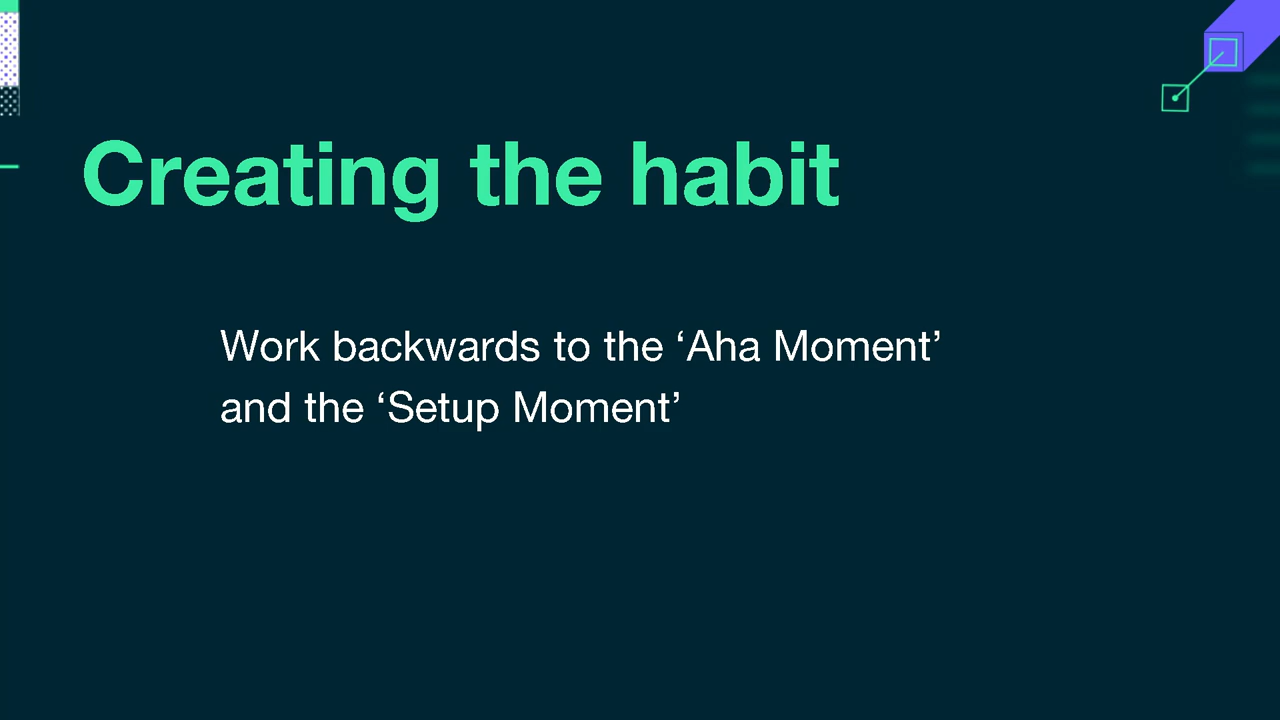 Creating the habit
Work backwards to the ‘Aha Moment’
and the ‘Setup Moment’